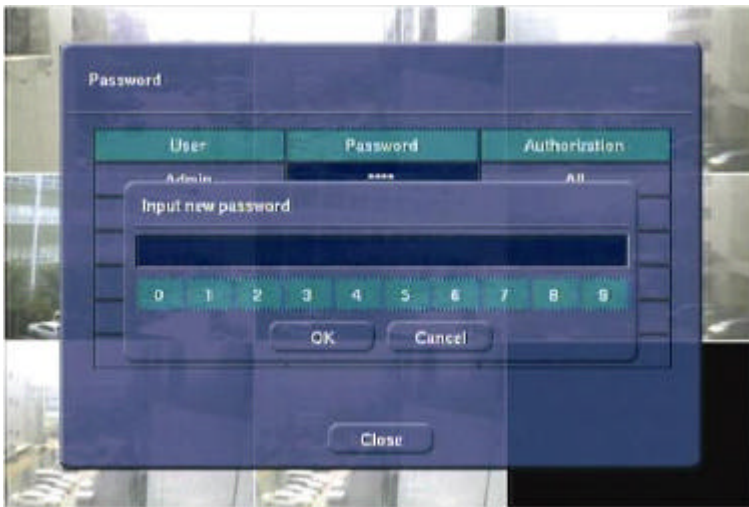 Password
User Password Authorization
Admin **** All
Input new password
0 1 2 3 4 5 6 7 8 9
OK Cancel
Close